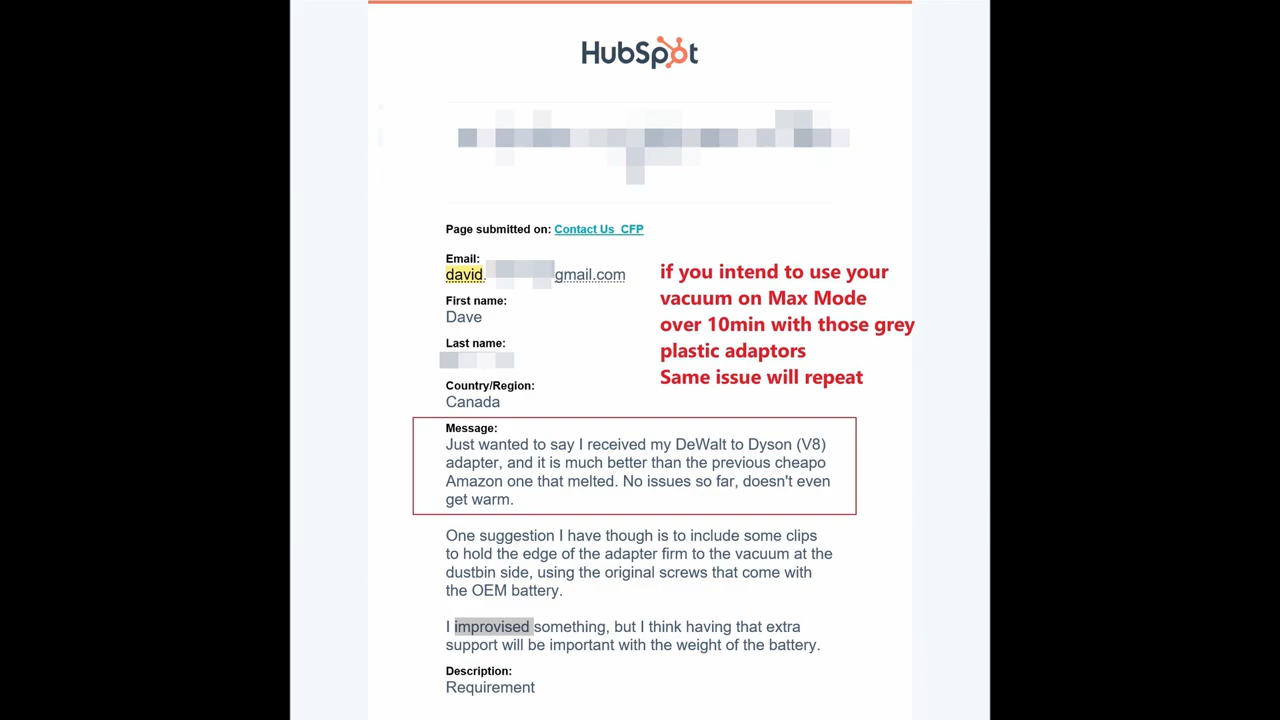 HubSpot
Page submitted on: Contact Us_CFP
Email:
david. gmail.com
First name:
Dave
Last name:
Country/Region:
Canada
if you intend to use your
vacuum on Max Mode
over 10min with those grey
plastic adaptors
Same issue will repeat
Message:
Just wanted to say I received my DeWalt to Dyson (V8)
adapter, and it is much better than the previous cheapo
Amazon one that melted. No issues so far, doesn't even
get warm.
One suggestion I have though is to include some clips
to hold the edge of the adapter firm to the vacuum at the
dustbin side, using the original screws that come with
the OEM battery.
I improvised something, but I think having that extra
support will be important with the weight of the battery.
Description:
Requirement